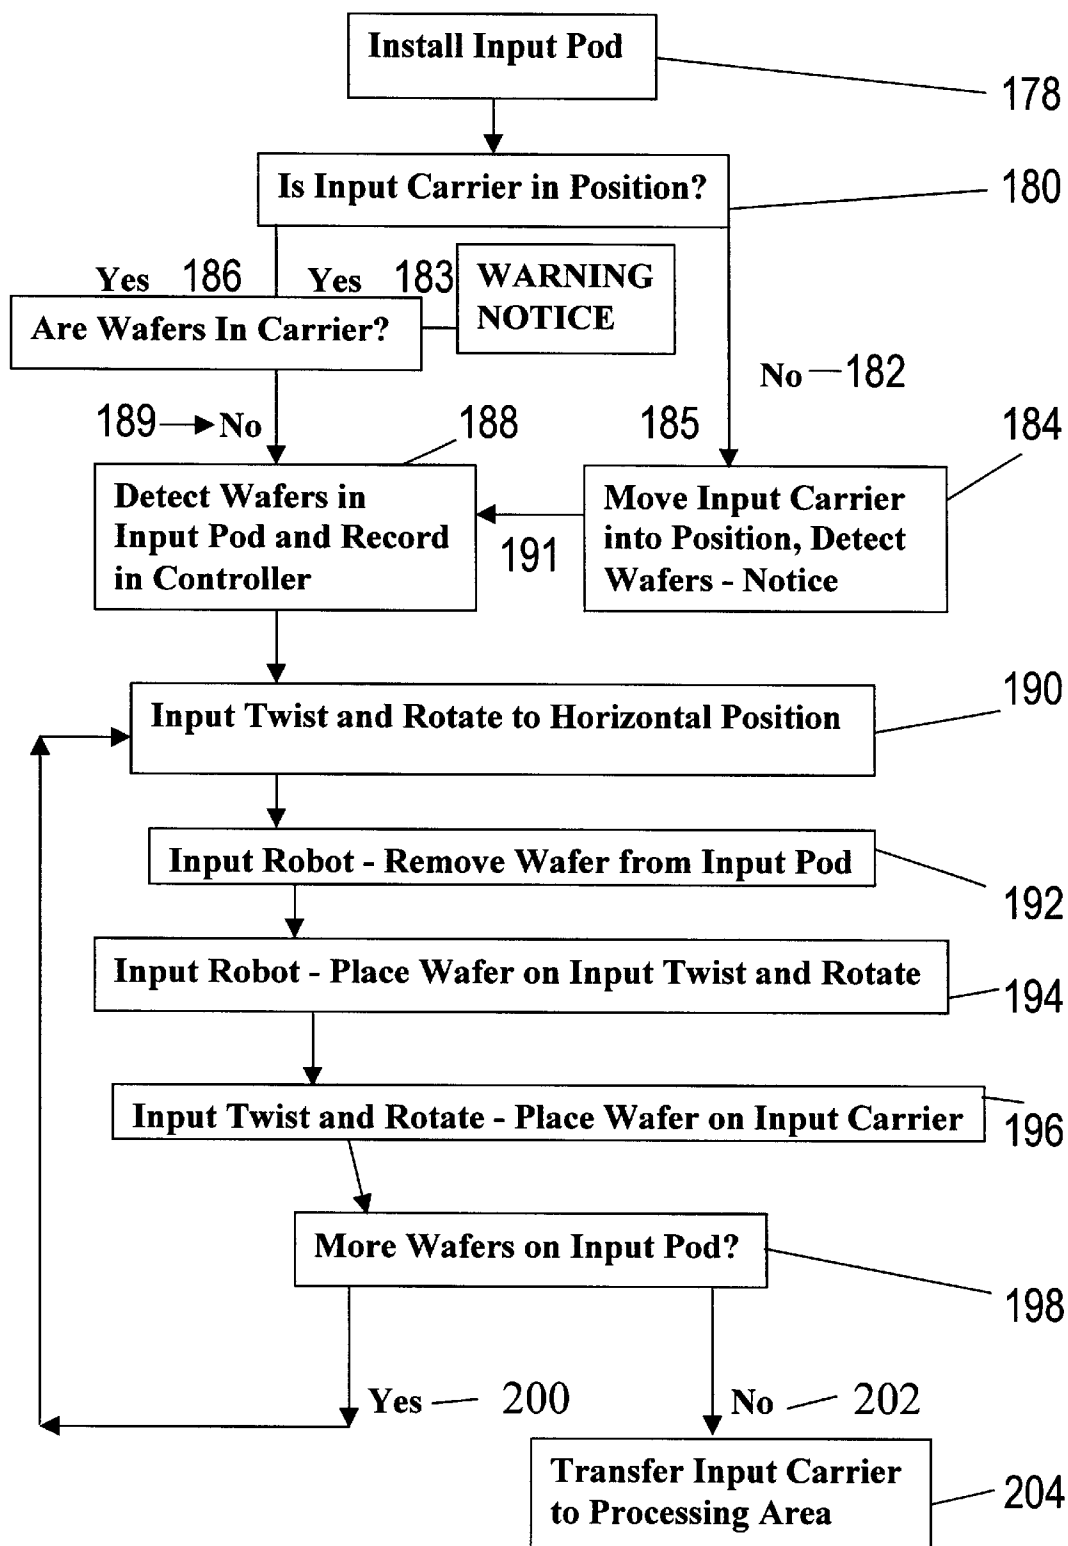 Install Input Pod
178
Is Input Carrier in Position?
180
Yes 186
Yes 183
WARNING
NOTICE
Are Wafers In Carrier?
No 182
189 No
188
185
184
Detect Wafers in
Input Pod and Record
in Controller
191
Move Input Carrier
into Position, Detect
Wafers - Notice
190
Input Twist and Rotate to Horizontal Position
Input Robot - Remove Wafer from Input Pod
192
Input Robot - Place Wafer on Input Twist and Rotate
194
Input Twist and Rotate - Place Wafer on Input Carrier
196
More Wafers on Input Pod?
198
Yes 200
No 202
Transfer Input Carrier
to Processing Area
204